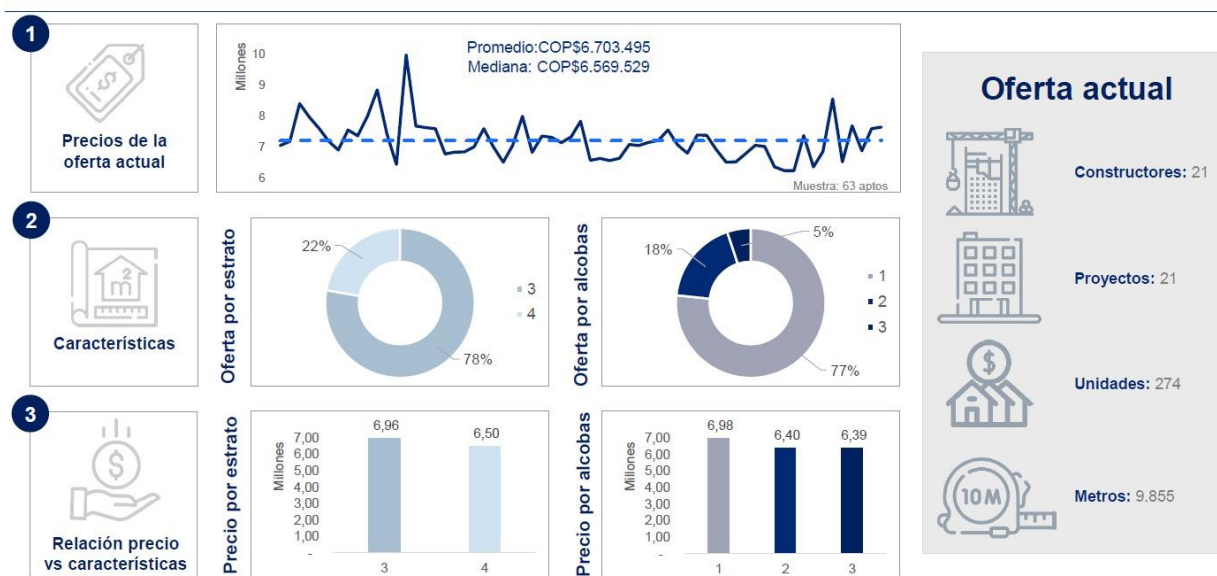 1
$
Precios de la
oferta actual
Millones
10
9
8
7
6
Promedio:COP$6.703.495
Mediana: COP$6.569.529
Muestra: 63 aptos
2
m2
Características
Oferta por estrato
22%
78%
3
4
Oferta por alcobas
18%
5%
77%
1
2
3
3
$
Relación precio
vs características
Precio por estrato
Millones
7,00
6,00
5,00
4,00
3,00
2,00
1,00
-
6,96
6,50
3
4
Precio por alcobas
Millones
7,00
6,00
5,00
4,00
3,00
2,00
1,00
-
6,98
6,40
6,39
1
2
3
Oferta actual
Constructores: 21
Proyectos: 21
$
Unidades: 274
10M
Metros: 9.855